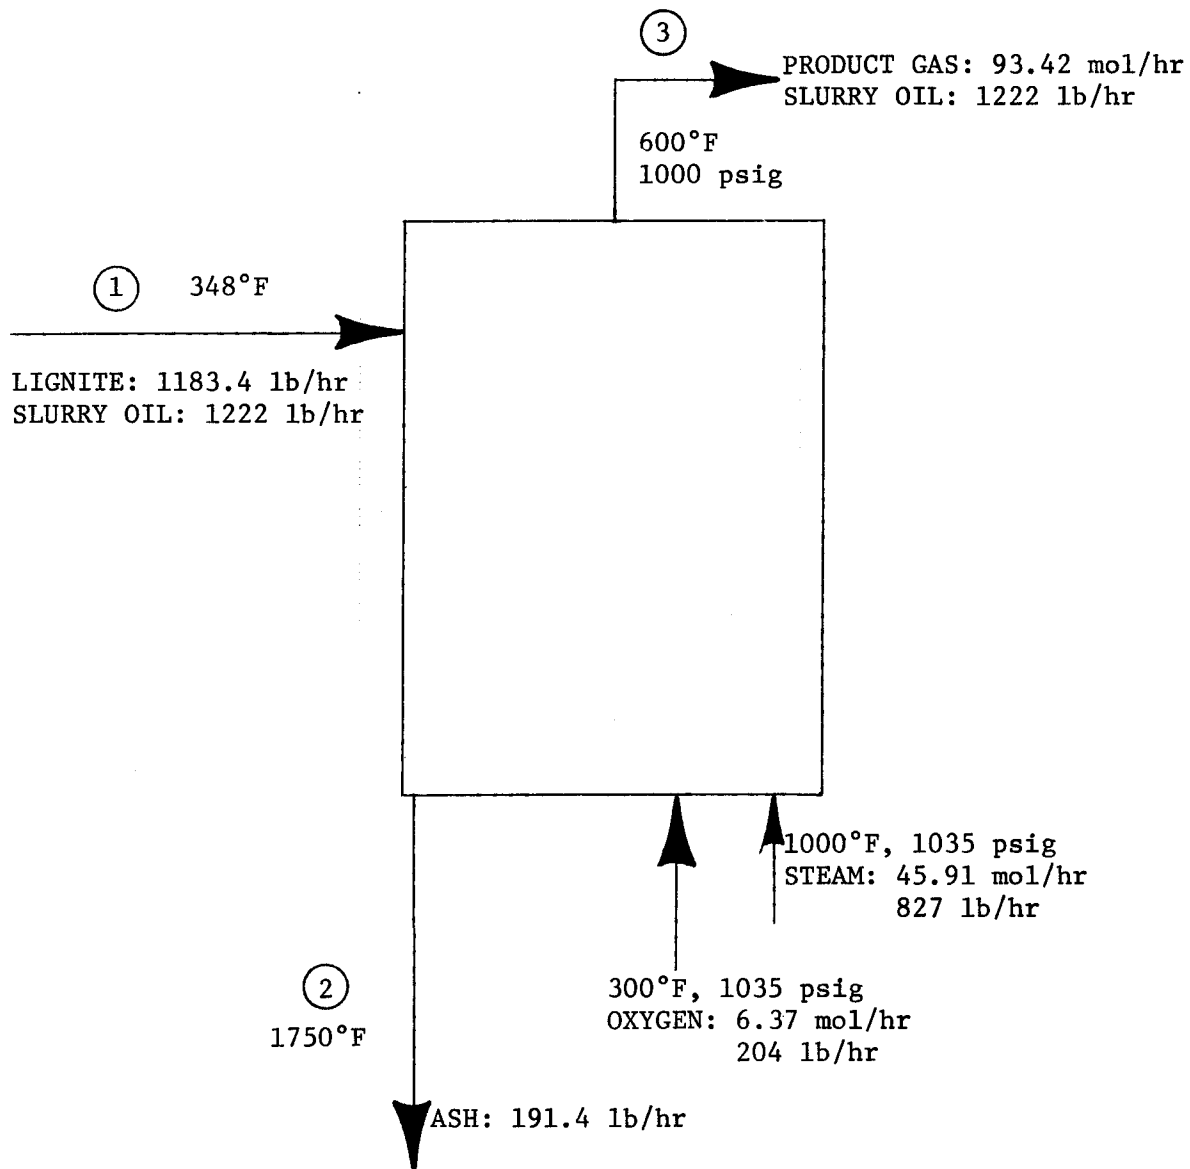 3
PRODUCT GAS: 93.42 mol/hr
SLURRY OIL: 1222 lb/hr
600°F
1000 psig
1 348°F
LIGNITE: 1183.4 lb/hr
SLURRY OIL: 1222 lb/hr
1000°F, 1035 psig
STEAM: 45.91 mol/hr
827 lb/hr
2
1750°F
300°F, 1035 psig
OXYGEN: 6.37 mol/hr
204 lb/hr
ASH: 191.4 lb/hr